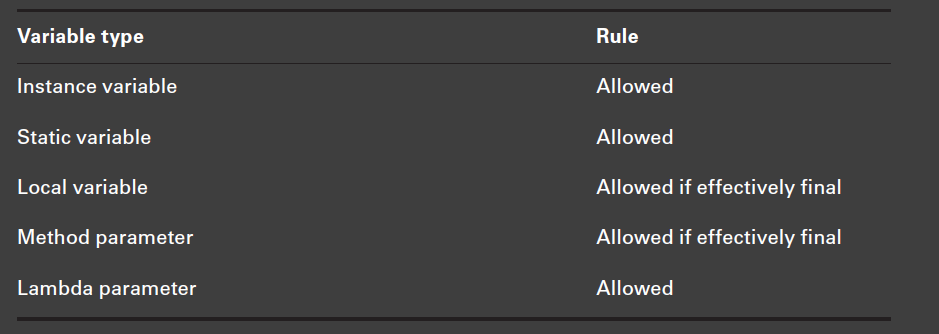 Variable type Rule
Instance variable Allowed
Static variable Allowed
Local variable Allowed if effectively final
Method parameter Allowed if effectively final
Lambda parameter Allowed